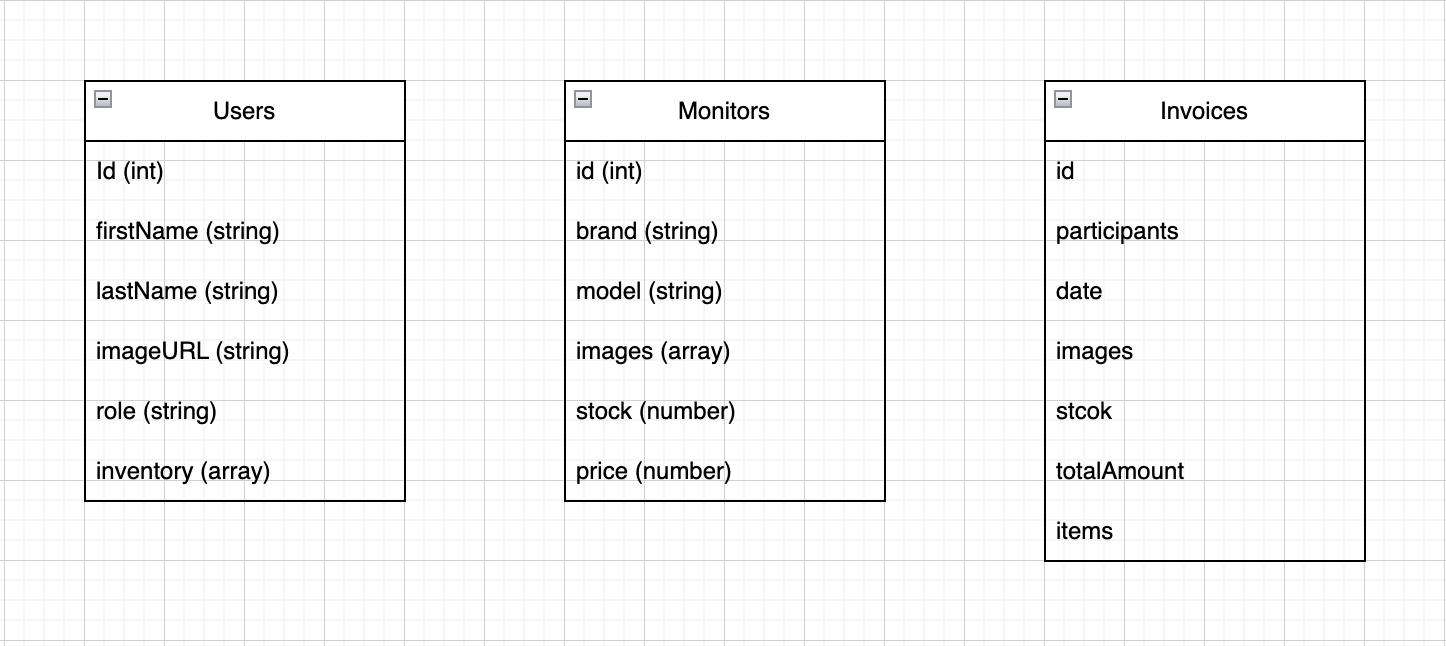 Users
Id (int)
firstName (string)
lastName (string)
imageURL (string)
role (string)
inventory (array)
Monitors
id (int)
brand (string)
model (string)
images (array)
stock (number)
price (number)
Invoices
id
participants
date
images
stcok
totalAmount
items